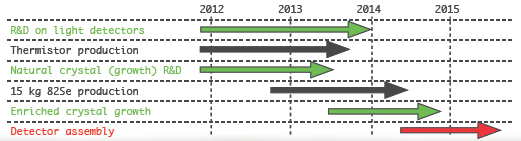 2012 2013 2014 2015
R&D on light detectors
Thermistor production
Natural crystal (growth) R&D
15 kg 82Se production
Enriched crystal growth
Detector assembly